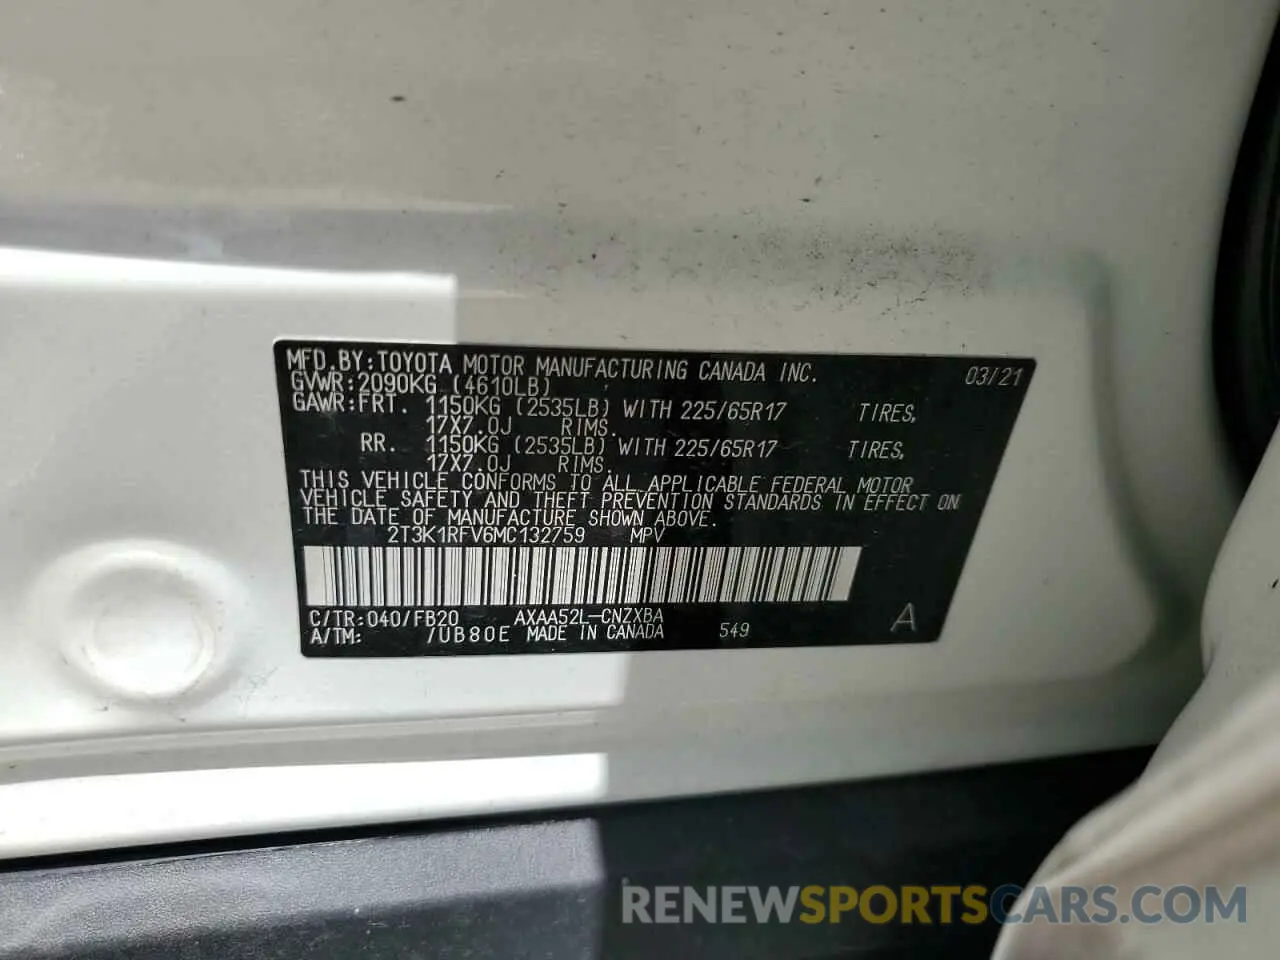 MFD.BY:TOYOTA MOTOR MANUFACTURING CANADA INC. 03/21
GVWR:2090KG (4610LB)
GAWR:FRT. 1150KG (2535LB) WITH 225/65R17 TIRES,
17X7.0J RIMS.
RR. 1150KG (2535LB) WITH 225/65R17 TIRES,
17X7.0J RIMS.
THIS VEHICLE CONFORMS TO ALL APPLICABLE FEDERAL MOTOR
VEHICLE SAFETY AND THEFT PREVENTION STANDARDS IN EFFECT ON
THE DATE OF MANUFACTURE SHOWN ABOVE.
2T3K1RFV6MC132759 MPV
C/TR:040/FB20 AXAA52L-CNZXBA
A/TM: /UB80E MADE IN CANADA 549 A
RENEWSPORTSCARS.COM